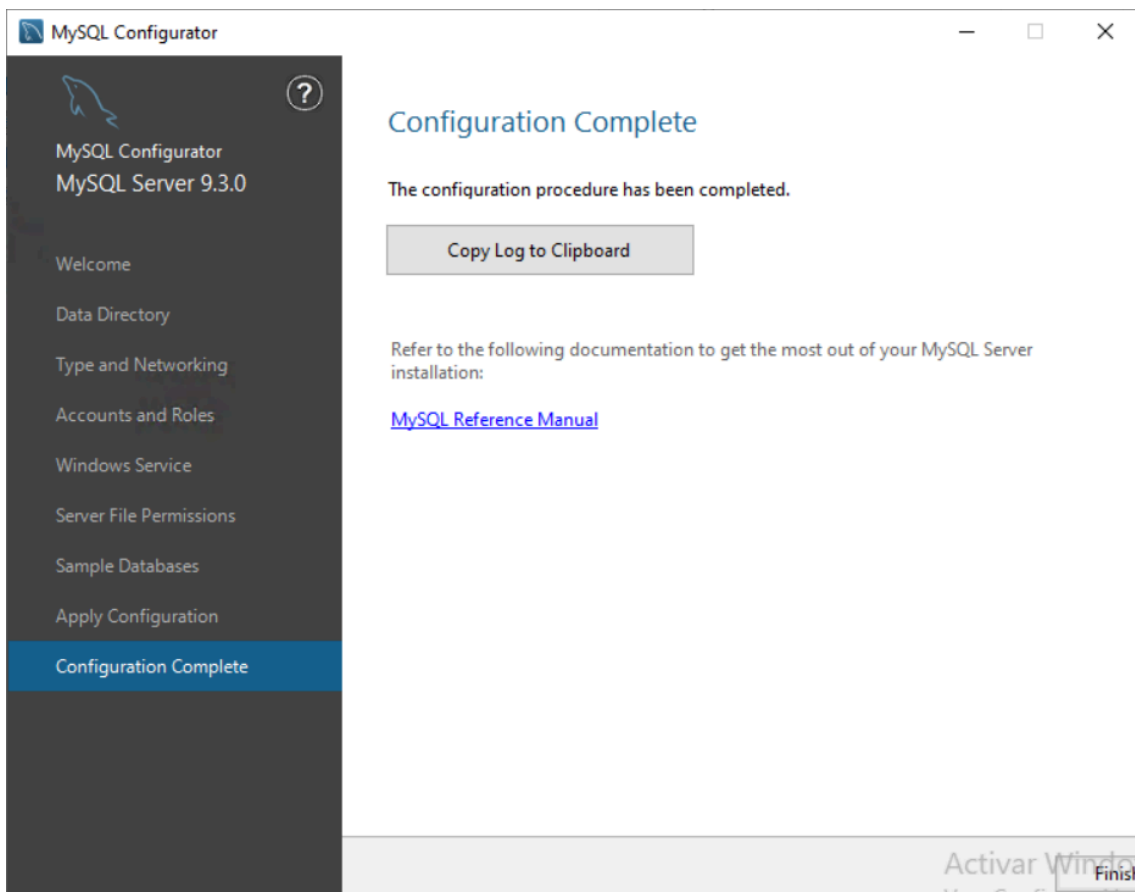 MySQL Configurator
?
MySQL Configurator
MySQL Server 9.3.0
Welcome
Data Directory
Type and Networking
Accounts and Roles
Windows Service
Server File Permissions
Sample Databases
Apply Configuration
Configuration Complete
Configuration Complete
The configuration procedure has been completed.
Copy Log to Clipboard
Refer to the following documentation to get the most out of your MySQL Server
installation:
MySQL Reference Manual
Activar Windo
Finish